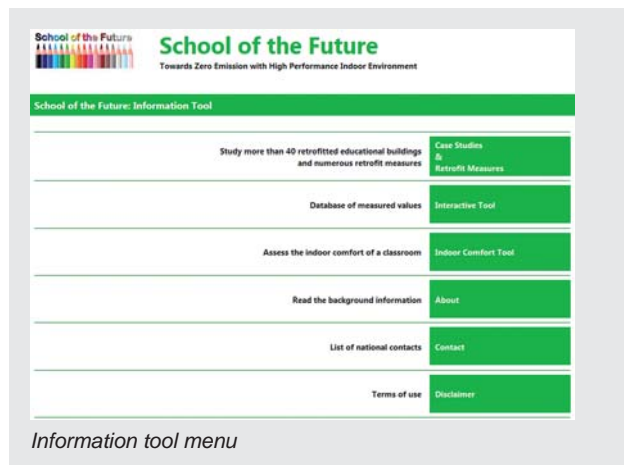 School of the Future
School of the Future
Towards Zero Emission with High Performance Indoor Environment
School of the Future: Information Tool
Study more than 40 retrofitted educational buildings
and numerous retrofit measures
Case Studies
&
Retrofit Measures
Database of measured values
Interactive Tool
Assess the indoor comfort of a classroom
Indoor Comfort Tool
Read the background information
About
List of national contacts
Contact
Terms of use
Disclaimer
Information tool menu